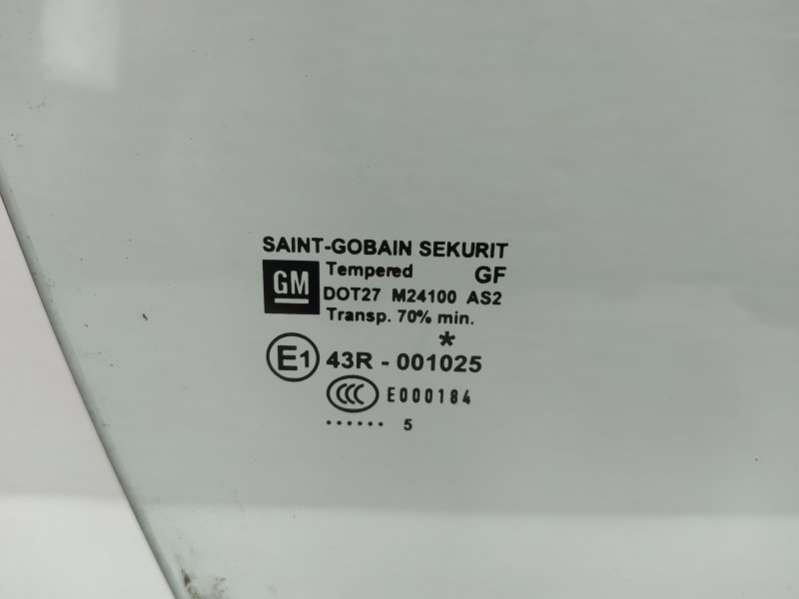 SAINT-GOBAIN SEKURIT
GM Tempered GF
DOT27 M24100 AS2
Transp. 70% min.
*
E1 43R - 001025
CCC E000184
...... 5